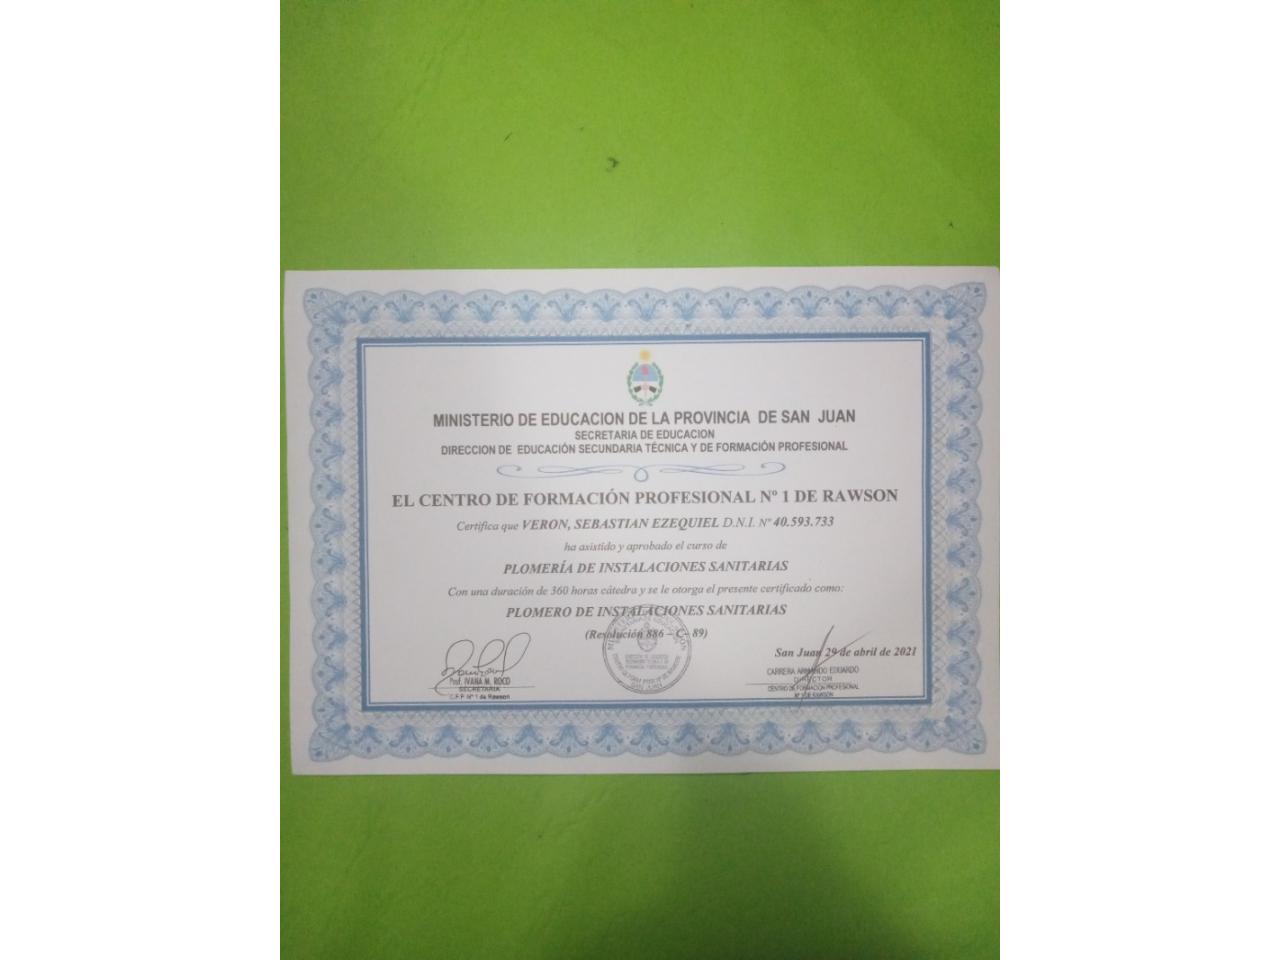 MINISTERIO DE EDUCACION DE LA PROVINCIA DE SAN JUAN
SECRETARIA DE EDUCACION
DIRECCION DE EDUCACIÓN SECUNDARIA TÉCNICA Y DE FORMACIÓN PROFESIONAL
EL CENTRO DE FORMACIÓN PROFESIONAL Nº 1 DE RAWSON
Certifica que VERON, SEBASTIAN EZEQUIEL D.N.I. Nº 40.593.733
ha asistido y aprobado el curso de
PLOMERÍA DE INSTALACIONES SANITARIAS
Con una duración de 360 horas cátedra y se le otorga el presente certificado como:
PLOMERO DE INSTALACIONES SANITARIAS
(Resolución 886 – C- 89)
San Juan 29 de abril de 2021
Prof. IVANA M. ROCO
SECRETARIA
C.F.P. Nº 1 de Rawson
CARRERA ARMANDO EDUARDO
DIRECTOR
CENTRO DE FORMACIÓN PROFESIONAL
Nº 1 DE RAWSON
SAN JUAN